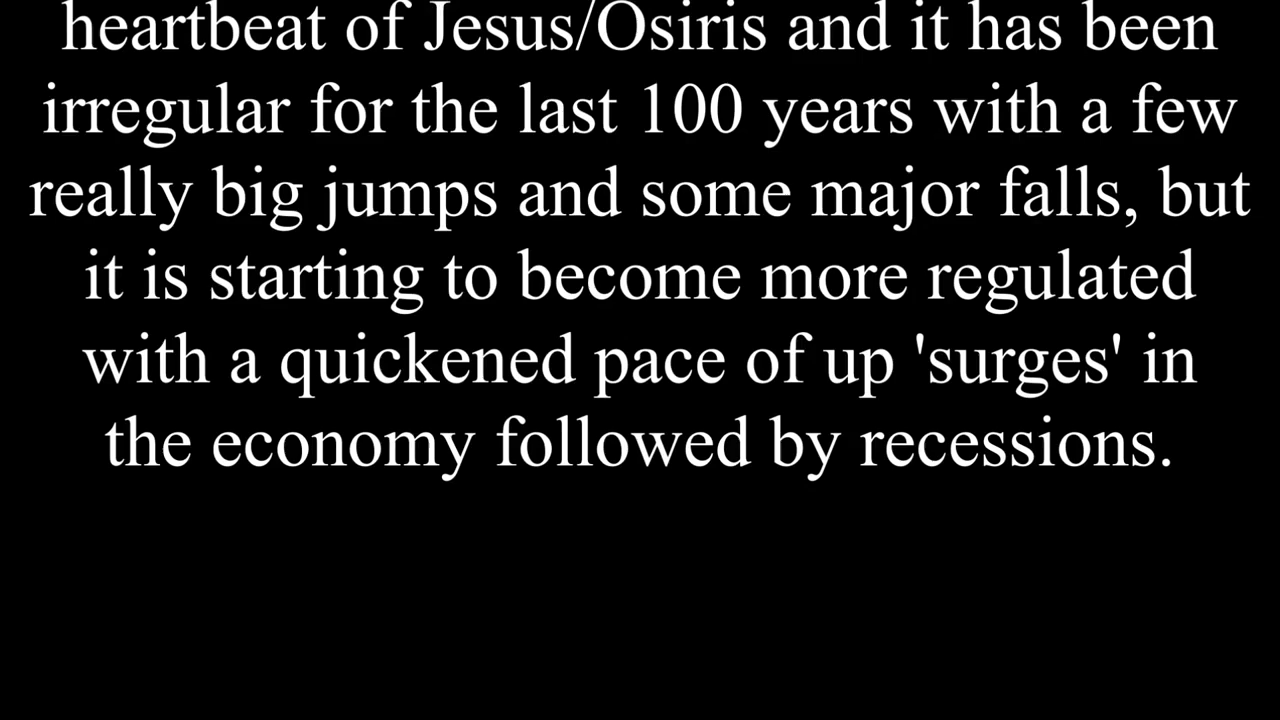 heartbeat of Jesus/Osiris and it has been
irregular for the last 100 years with a few
really big jumps and some major falls, but
it is starting to become more regulated
with a quickened pace of up 'surges' in
the economy followed by recessions.